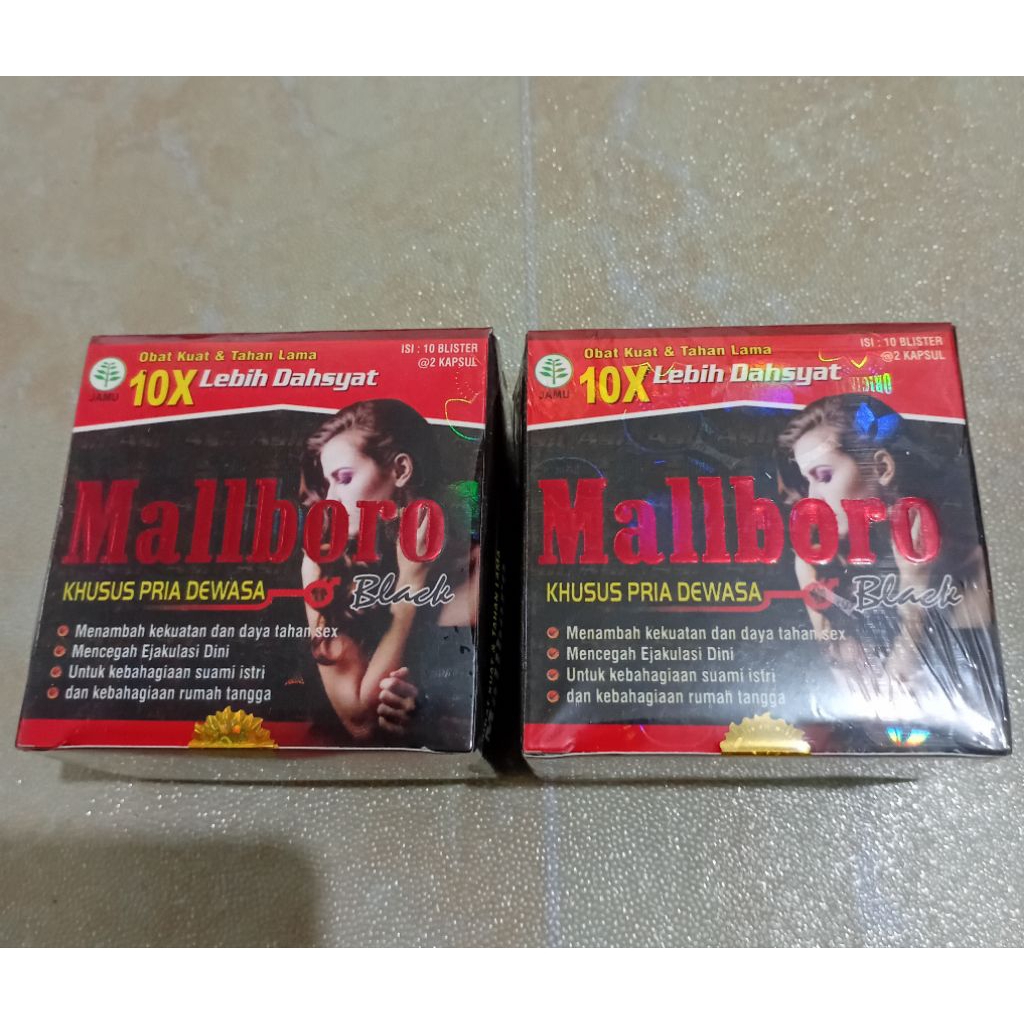 Obat Kuat & Tahan Lama
ISI : 10 BLISTER
@2 KAPSUL
JAMU
10X Lebih Dahsyat
Mallboro
KHUSUS PRIA DEWASA
Black
Menambah kekuatan dan daya tahan sex
Mencegah Ejakulasi Dini
Untuk kebahagiaan suami istri
dan kebahagiaan rumah tangga
Obat Kuat & Tahan Lama
ISI : 10 BLISTER
@2 KAPSUL
JAMU
10X Lebih Dahsyat
Mallboro
KHUSUS PRIA DEWASA
Black
Menambah kekuatan dan daya tahan sex
Mencegah Ejakulasi Dini
Untuk kebahagiaan suami istri
dan kebahagiaan rumah tangga